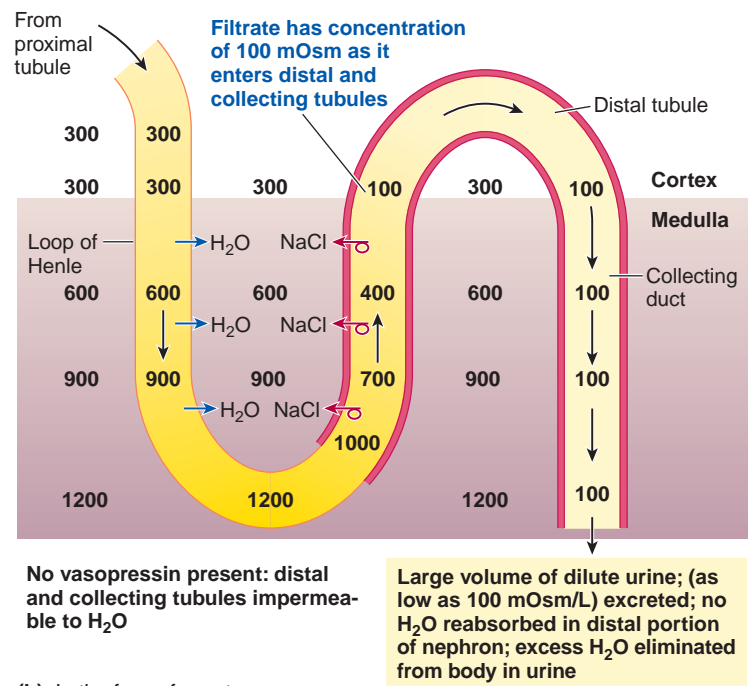 From
proximal
tubule
Filtrate has concentration
of 100 mOsm as it
enters distal and
collecting tubules
Distal tubule
300 300
300 300 300 100 300 100 Cortex
Medulla
Loop of
Henle
H₂O NaCl
Collecting
duct
600 600 600 400 600 100
H₂O NaCl
900 900 900 700 900 100
H₂O NaCl
1000
1200 1200 1200 100
No vasopressin present: distal
and collecting tubules impermea-
ble to H₂O
Large volume of dilute urine; (as
low as 100 mOsm/L) excreted; no
H₂O reabsorbed in distal portion
of nephron; excess H₂O eliminated
from body in urine